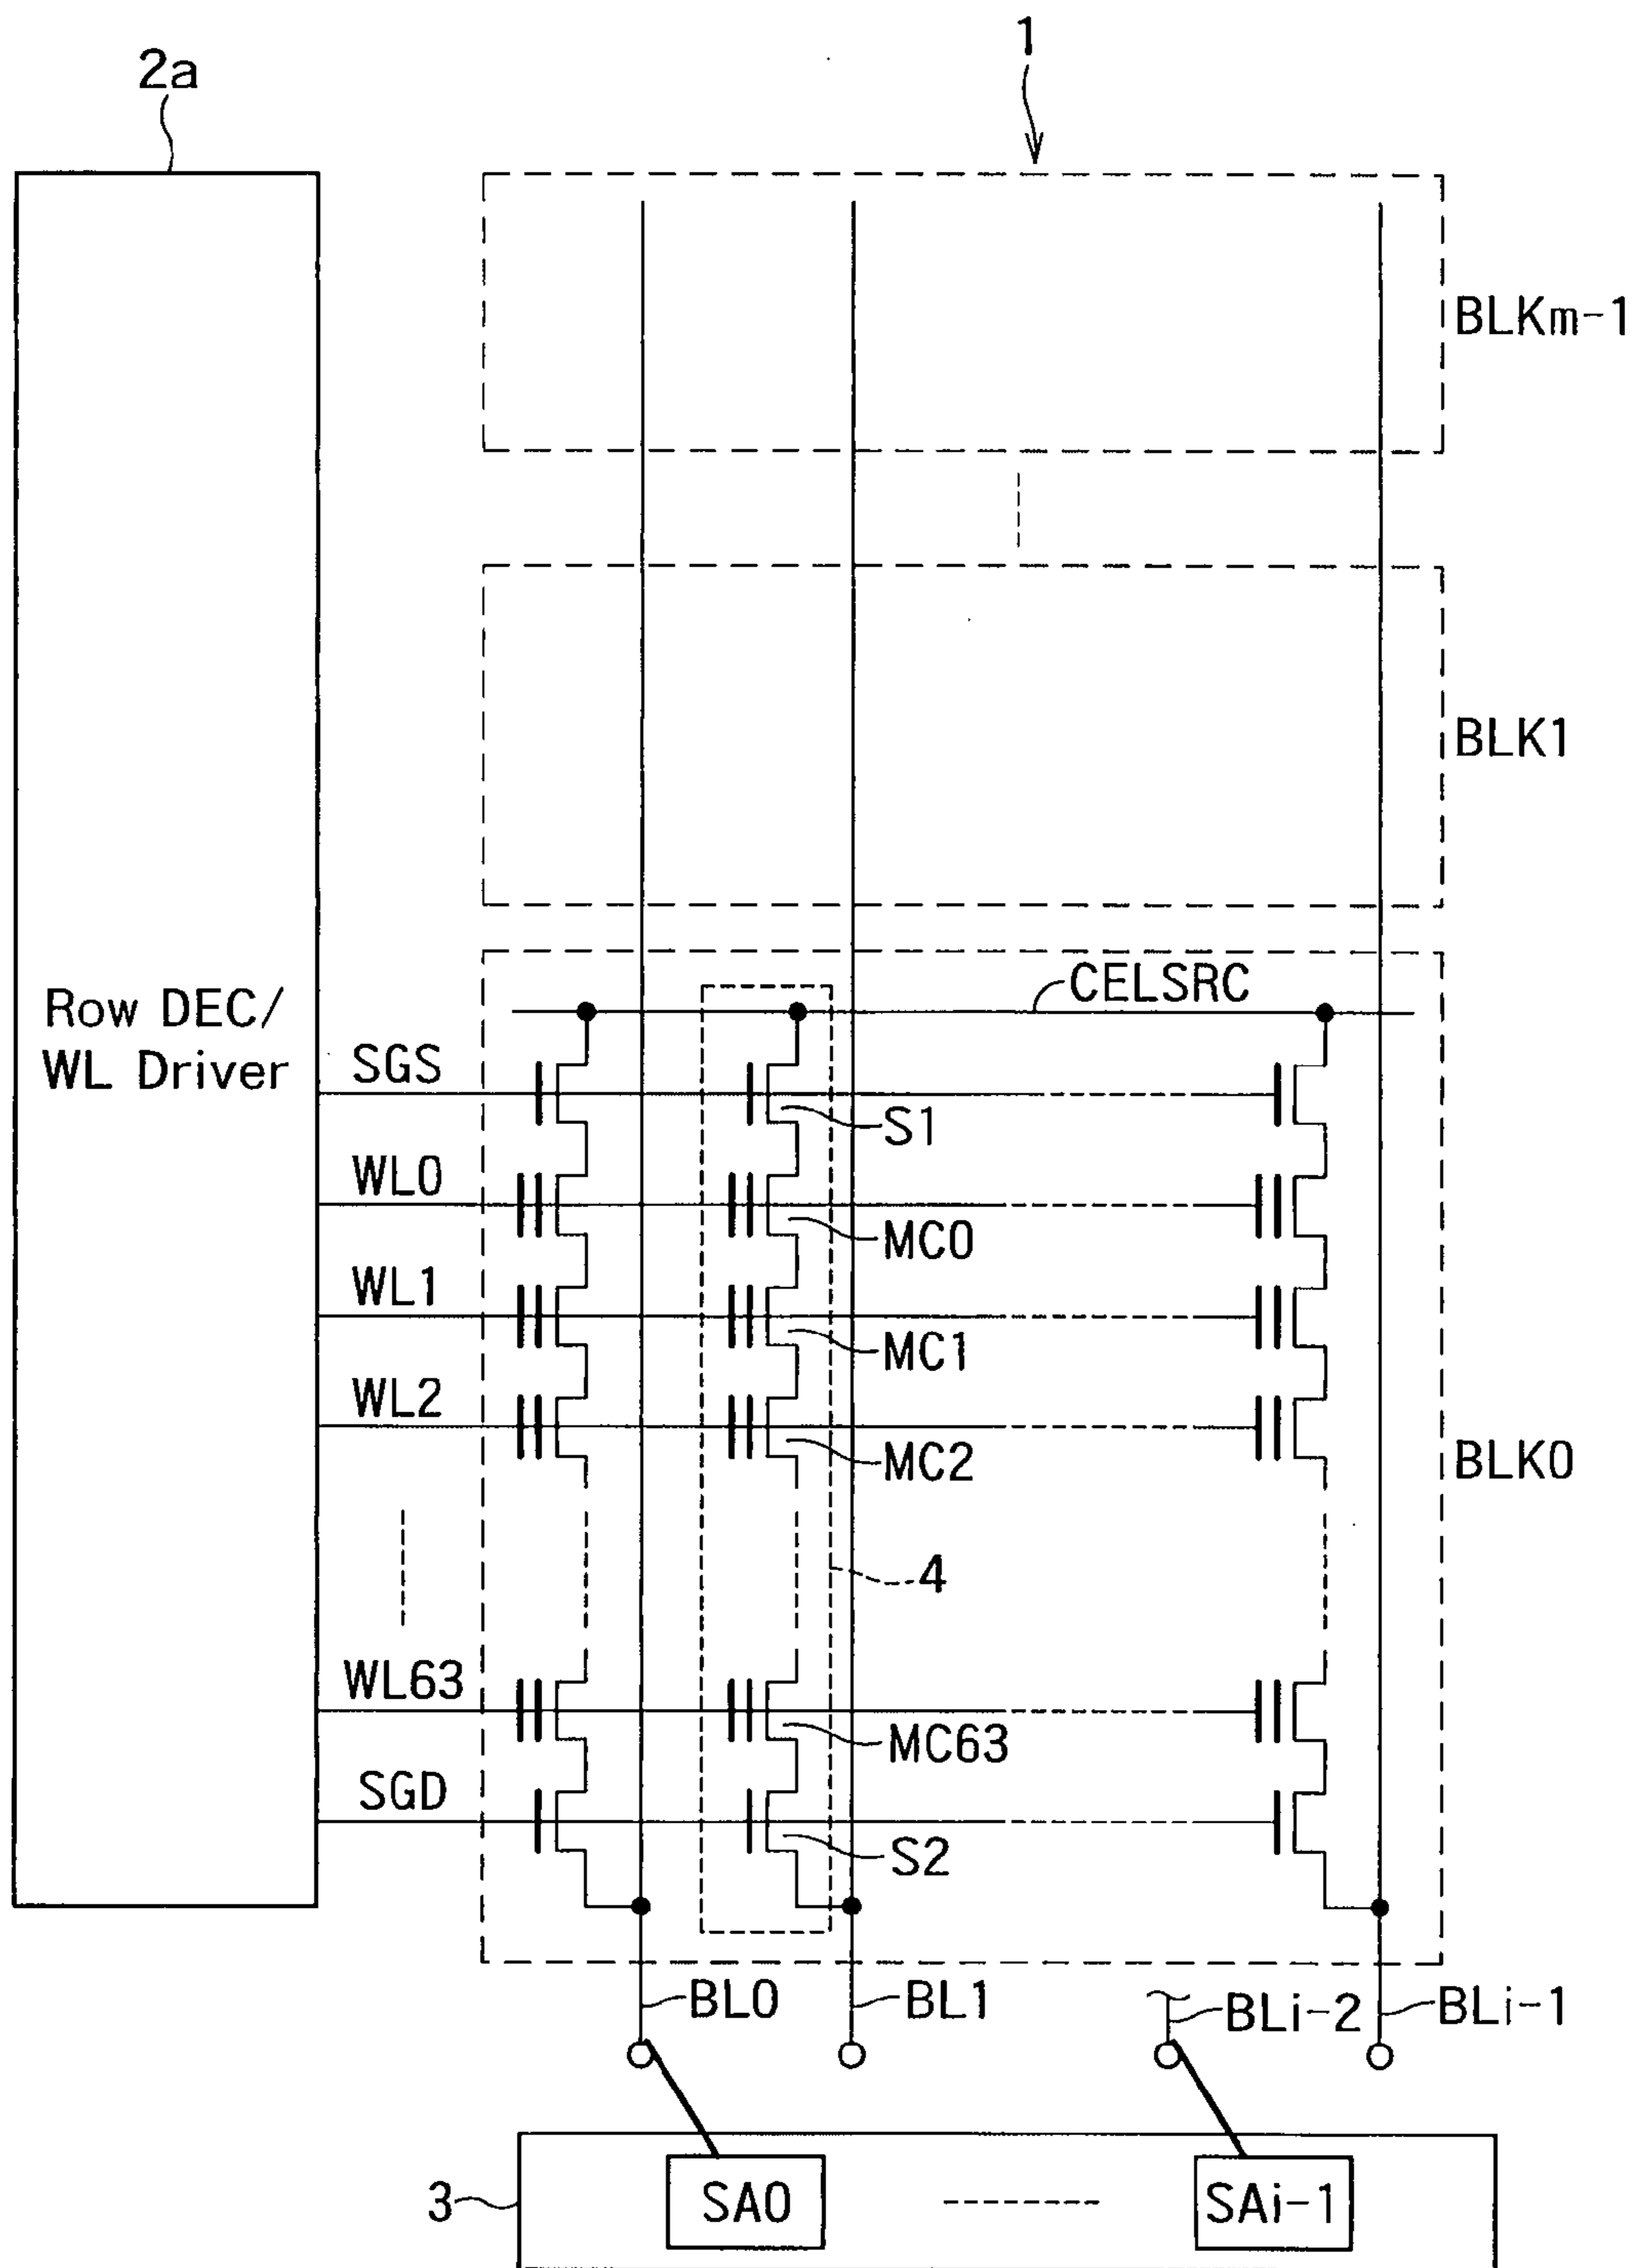 1
2a
BLKm-1
BLK1
CELSRC
Row DEC/
WL Driver
SGS
S1
WL0
MC0
WL1
MC1
WL2
MC2
BLK0
4
WL63
MC63
SGD
S2
BL0
BL1
BLi-2
BLi-1
3
SA0
SAi-1